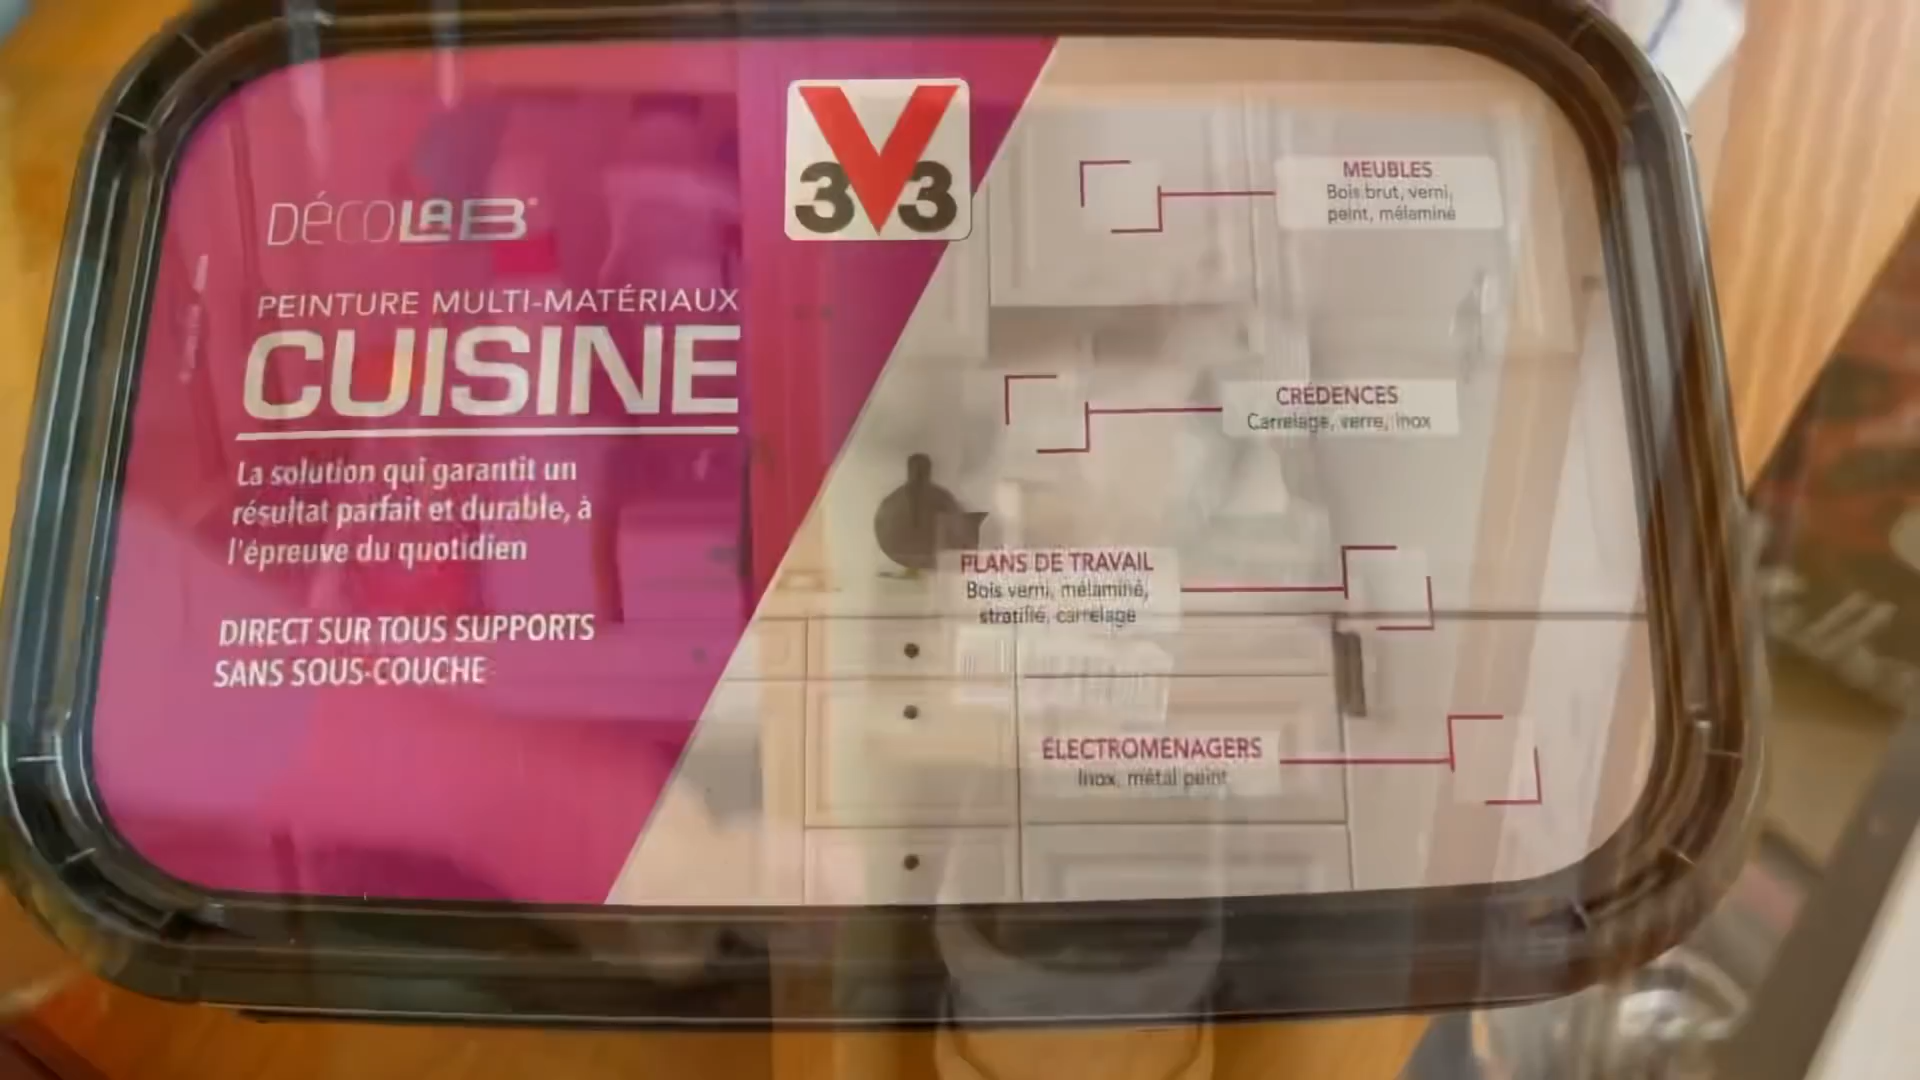 DécoLAB
PEINTURE MULTI-MATÉRIAUX
CUISINE
La solution qui garantit un
résultat parfait et durable, à
l'épreuve du quotidien
DIRECT SUR TOUS SUPPORTS
SANS SOUS-COUCHE
3V3
MEUBLES
Bois brut, verni,
peint, mélaminé
CRÉDENCES
Carrelage, verre, inox
PLANS DE TRAVAIL
Bois verni, mélaminé,
stratifié, carrelage
ÉLECTROMÉNAGERS
Inox, métal peint